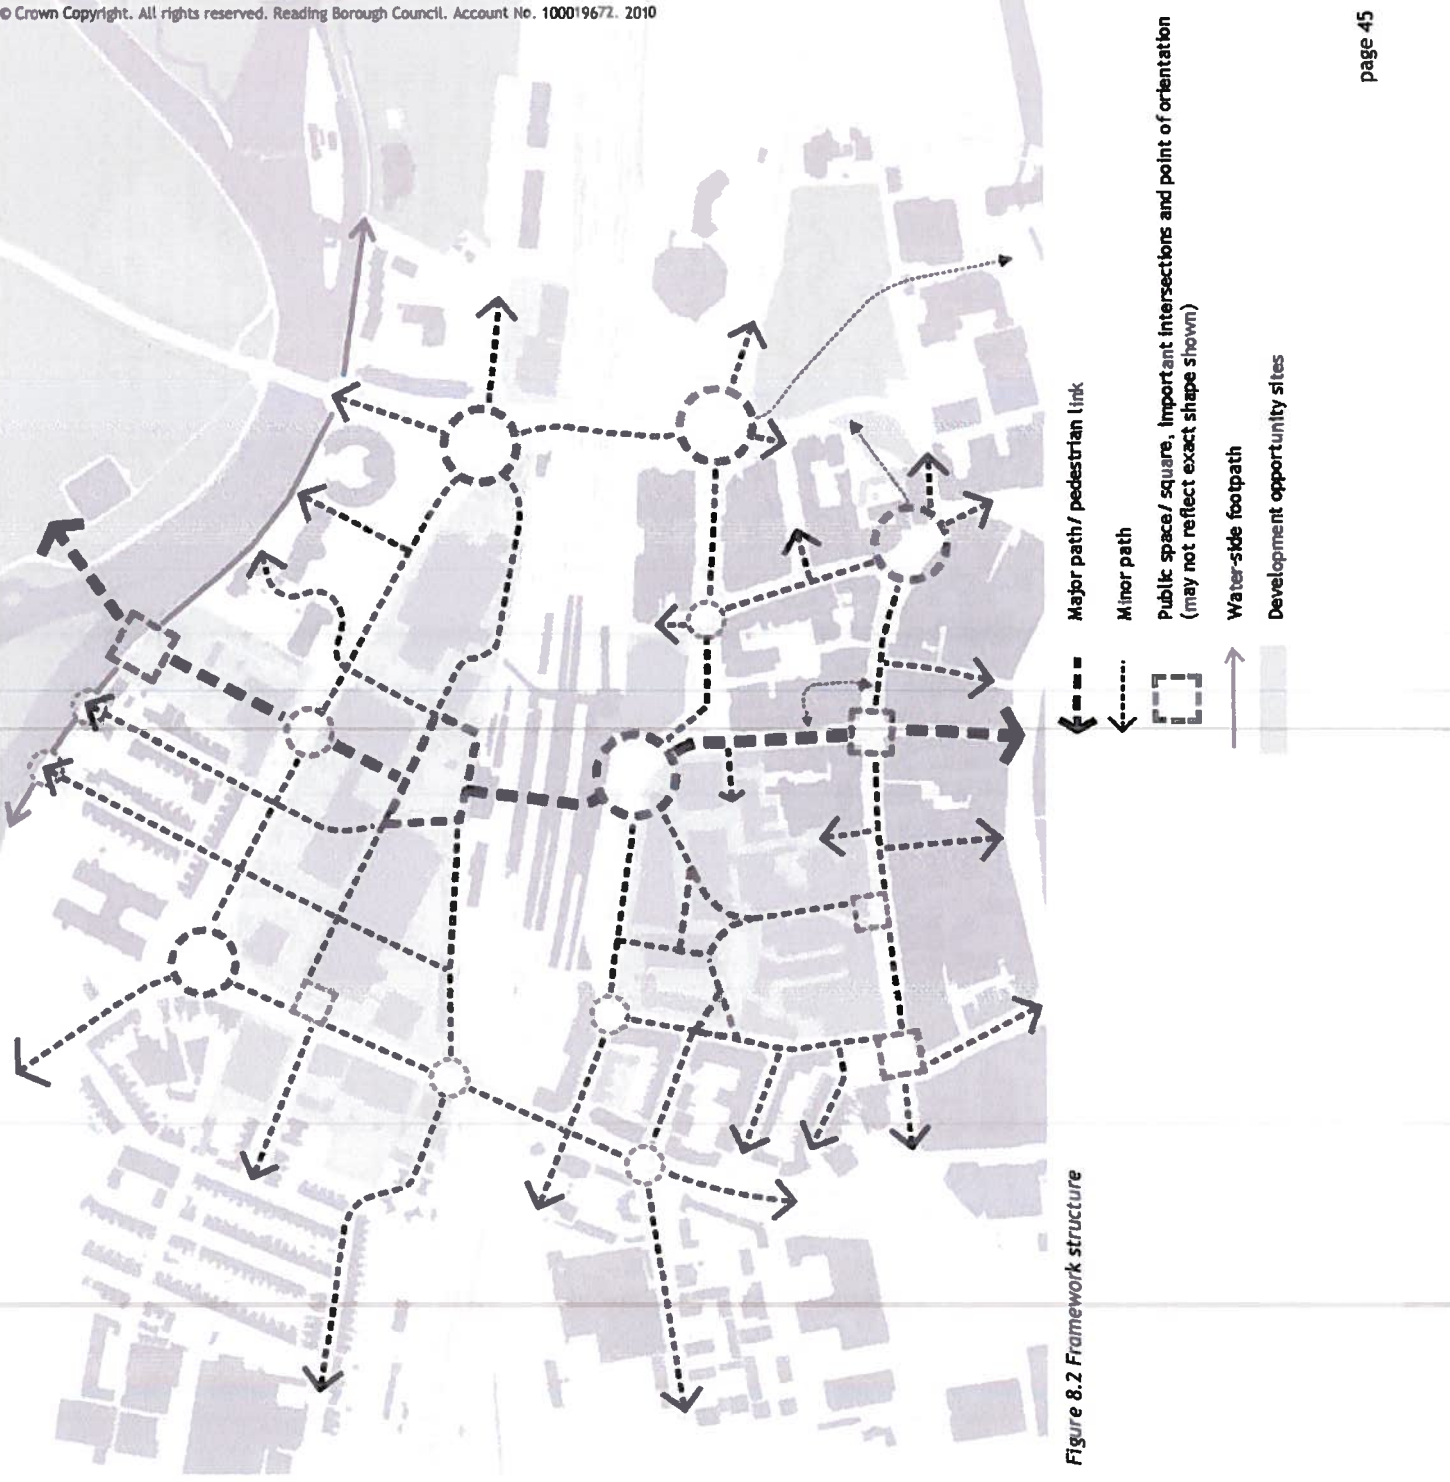 © Crown Copyright. All rights reserved. Reading Borough Council. Account No. 100019672. 2010
Figure 8.2 Framework structure
Major path/ pedestrian link
Minor path
Public space/ square, important intersections and point of orientation
(may not reflect exact shape shown)
Water-side footpath
Development opportunity sites
page 45